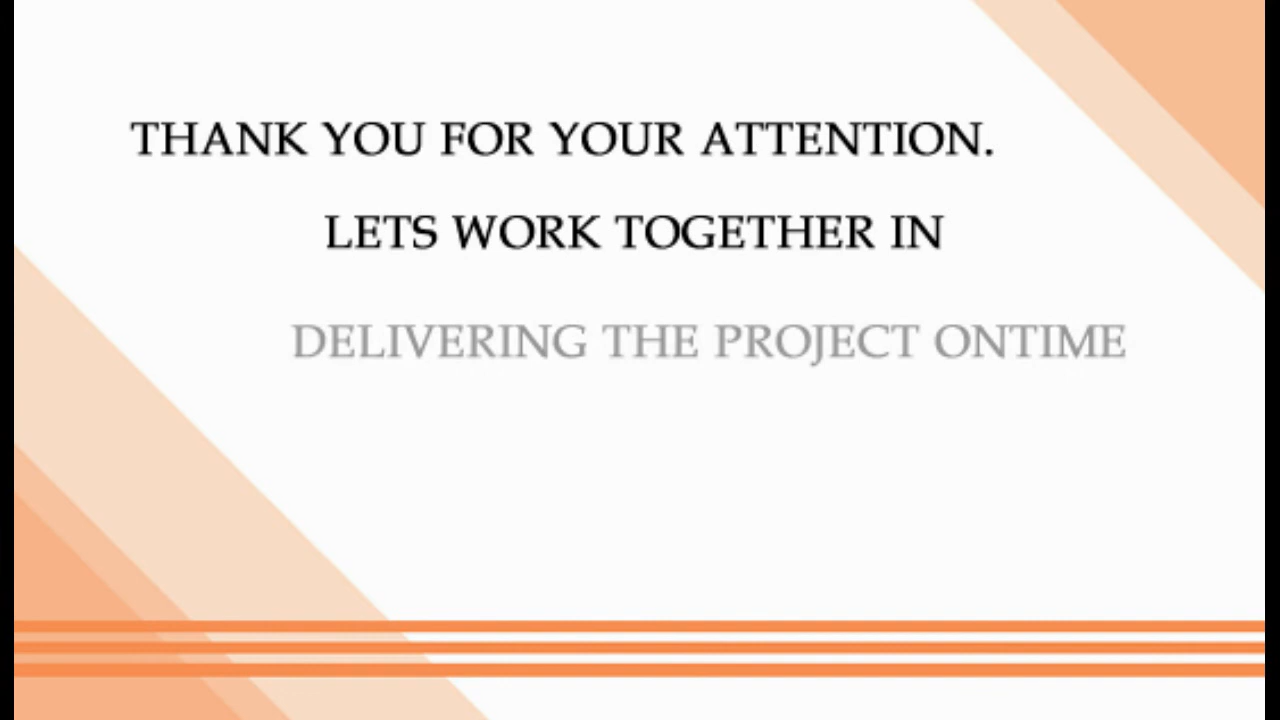 THANK YOU FOR YOUR ATTENTION.
LETS WORK TOGETHER IN
DELIVERING THE PROJECT ONTIME